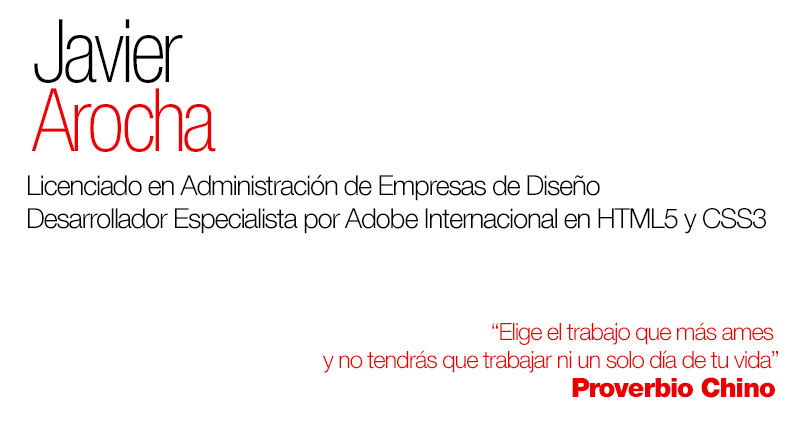 Javier
Arocha
Licenciado en Administración de Empresas de Diseño
Desarrollador Especialista por Adobe Internacional en HTML5 y CSS3
“Elige el trabajo que más ames
y no tendrás que trabajar ni un solo día de tu vida”
Proverbio Chino